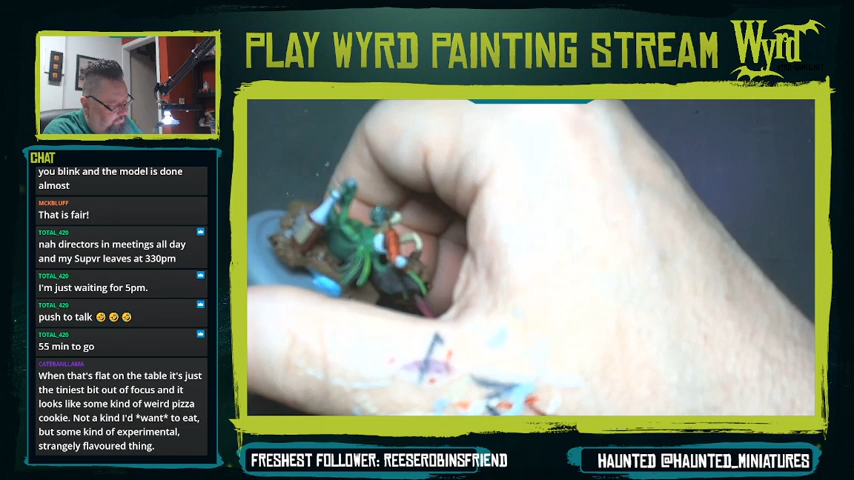 PLAY WYRD PAINTING STREAM
Wyrd
CHAT
you blink and the model is done
almost
MCKBLUFF
That is fair!
TOTAL_420
nah directors in meetings all day
and my Supvr leaves at 330pm
TOTAL_420
I'm just waiting for 5pm.
TOTAL_420
push to talk 🤣🤣🤣
TOTAL_420
55 min to go
When that's flat on the table it's just
the tiniest bit out of focus and it
looks like some kind of weird pizza
cookie. Not a kind I'd *want* to eat,
but some kind of experimental,
strangely flavoured thing.
FRESHEST FOLLOWER: REESEROBINSFRIEND
HAUNTED @HAUNTED_MINIATURES